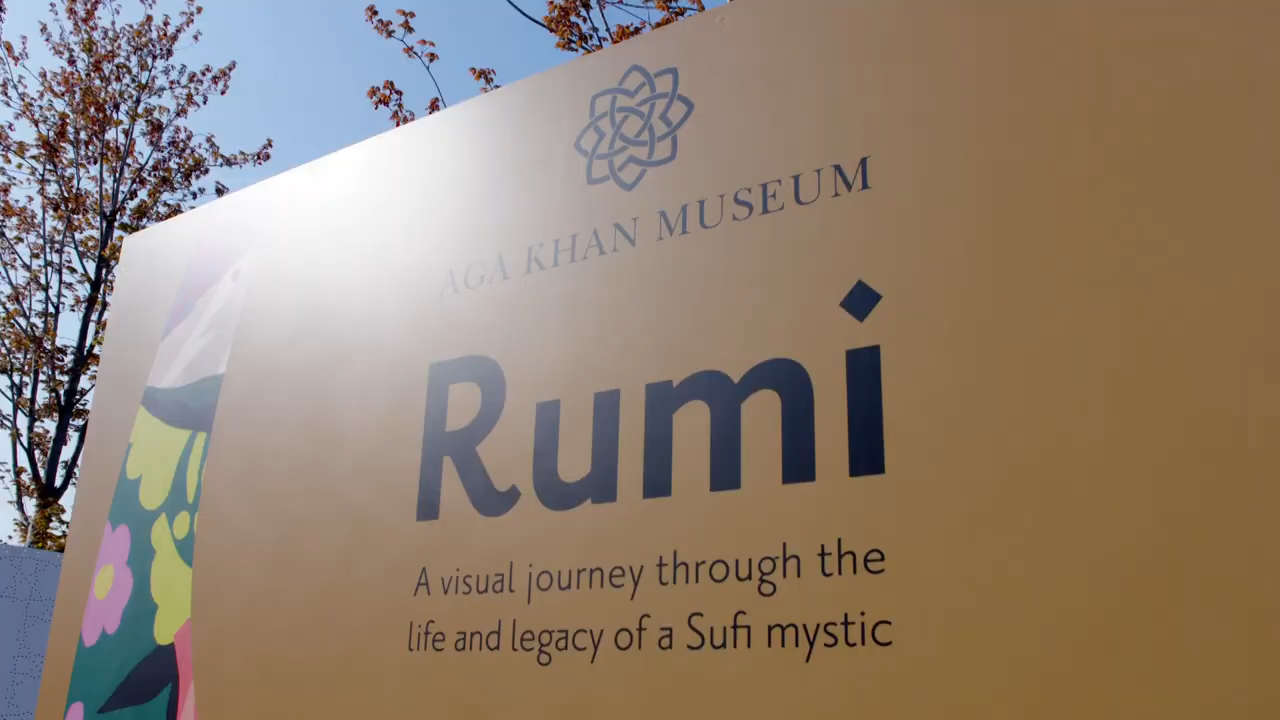 AGA KHAN MUSEUM
Rumi
A visual journey through the
life and legacy of a Sufi mystic